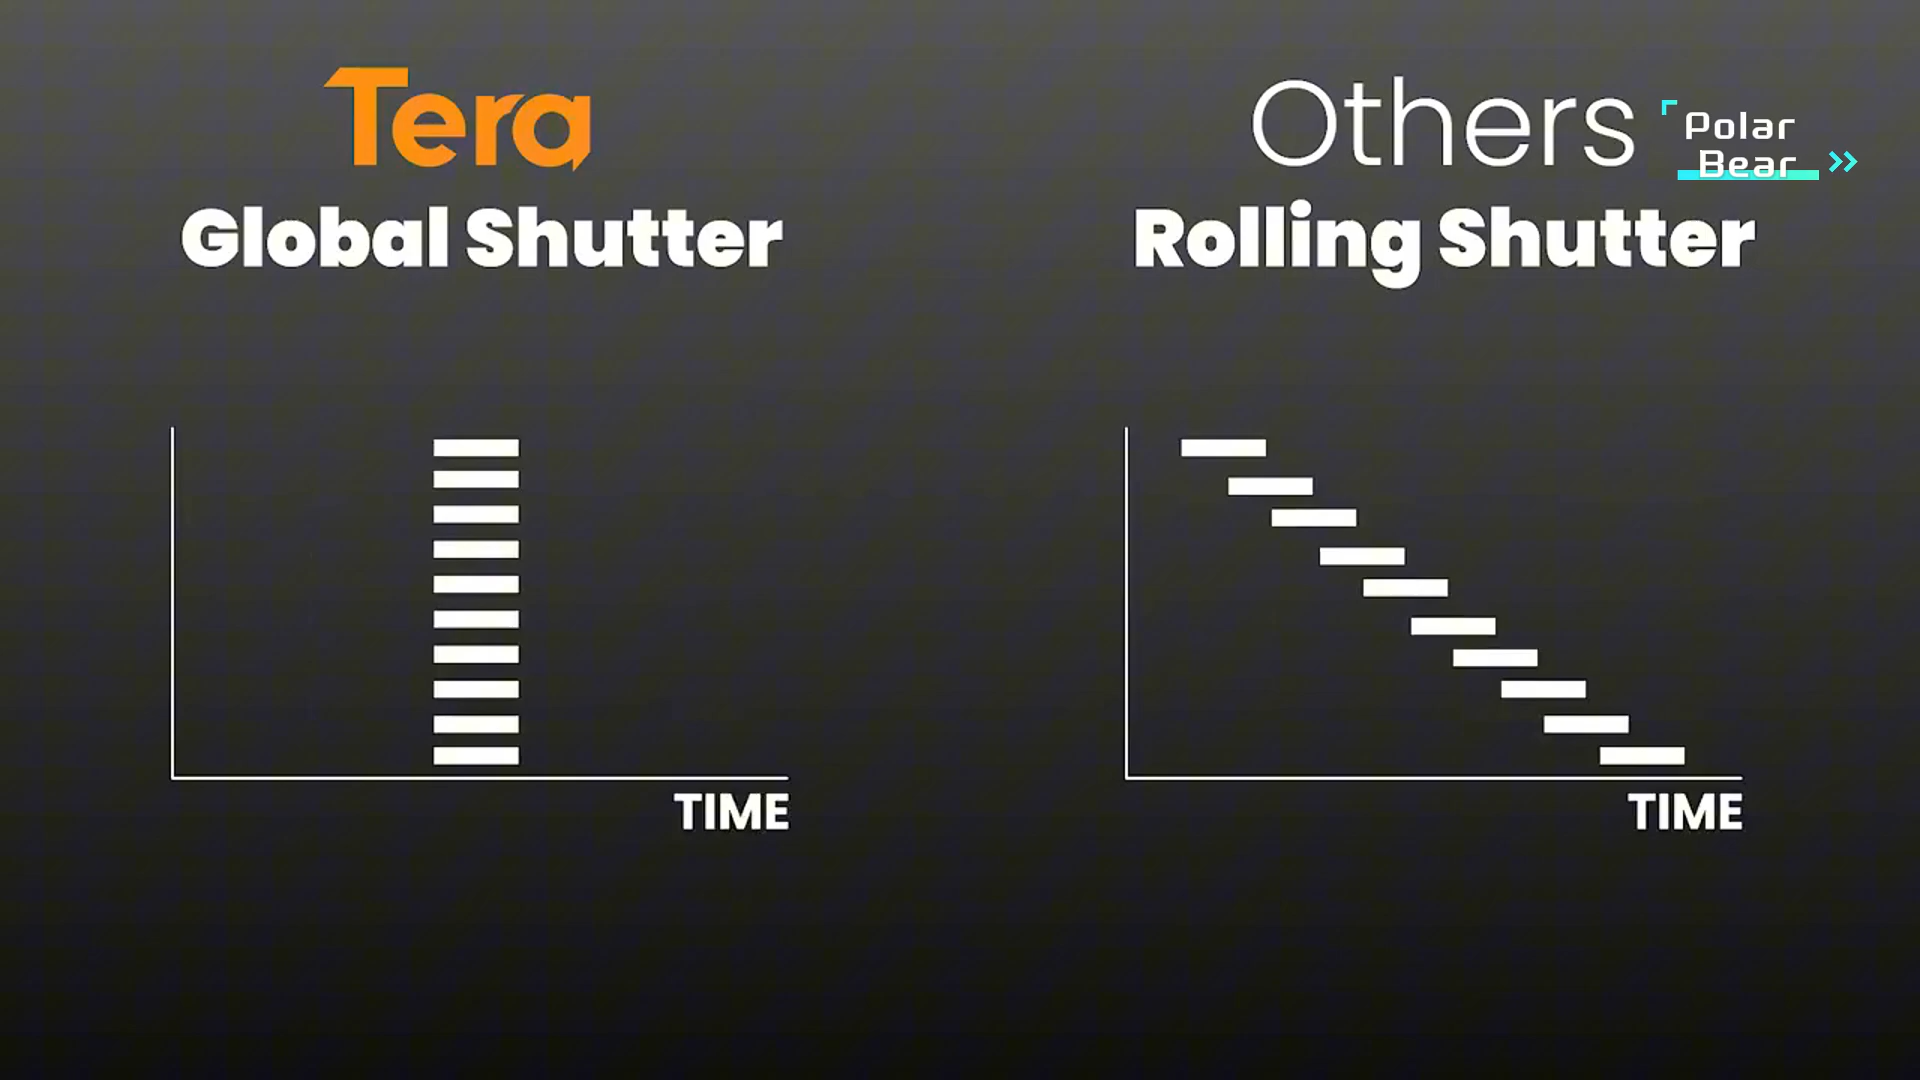 Tera
Global Shutter
TIME
Others
Rolling Shutter
TIME
Polar
Bear